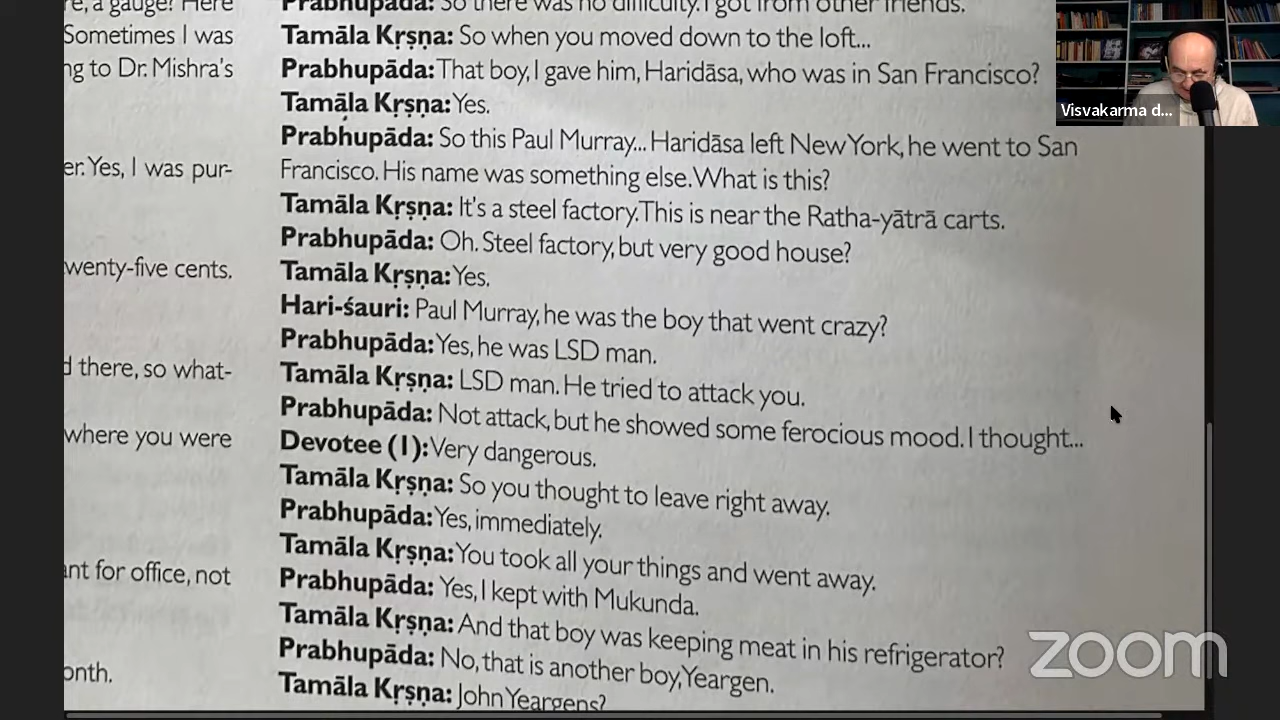 re, a gauge! Here
Sometimes I was
ng to Dr. Mishra's
er. Yes, I was pur-
wenty-five cents.
d there, so what-
where you were
ant for office, not
onth.
Prabhupāda: So there was no difficulty. I got from other friends.
Tamāla Kṛṣṇa: So when you moved down to the loft...
Prabhupāda: That boy, I gave him, Haridāsa, who was in San Francisco?
Tamāla Kṛṣṇa: Yes.
Prabhupāda: So this Paul Murray... Haridāsa left New York, he went to San
Francisco. His name was something else. What is this?
Tamāla Kṛṣṇa: It's a steel factory. This is near the Ratha-yātrā carts.
Prabhupāda: Oh. Steel factory, but very good house?
Tamāla Kṛṣṇa: Yes.
Hari-śauri: Paul Murray, he was the boy that went crazy?
Prabhupāda: Yes, he was LSD man.
Tamāla Kṛṣṇa: LSD man. He tried to attack you.
Prabhupāda: Not attack, but he showed some ferocious mood. I thought...
Devotee (1): Very dangerous.
Tamāla Kṛṣṇa: So you thought to leave right away.
Prabhupāda: Yes, immediately.
Tamāla Kṛṣṇa: You took all your things and went away.
Prabhupāda: Yes, I kept with Mukunda.
Tamāla Kṛṣṇa: And that boy was keeping meat in his refrigerator?
Prabhupāda: No, that is another boy, Yeargen.
Tamāla Kṛṣṇa: John Yeargens?
Visvakarma d...
zoom